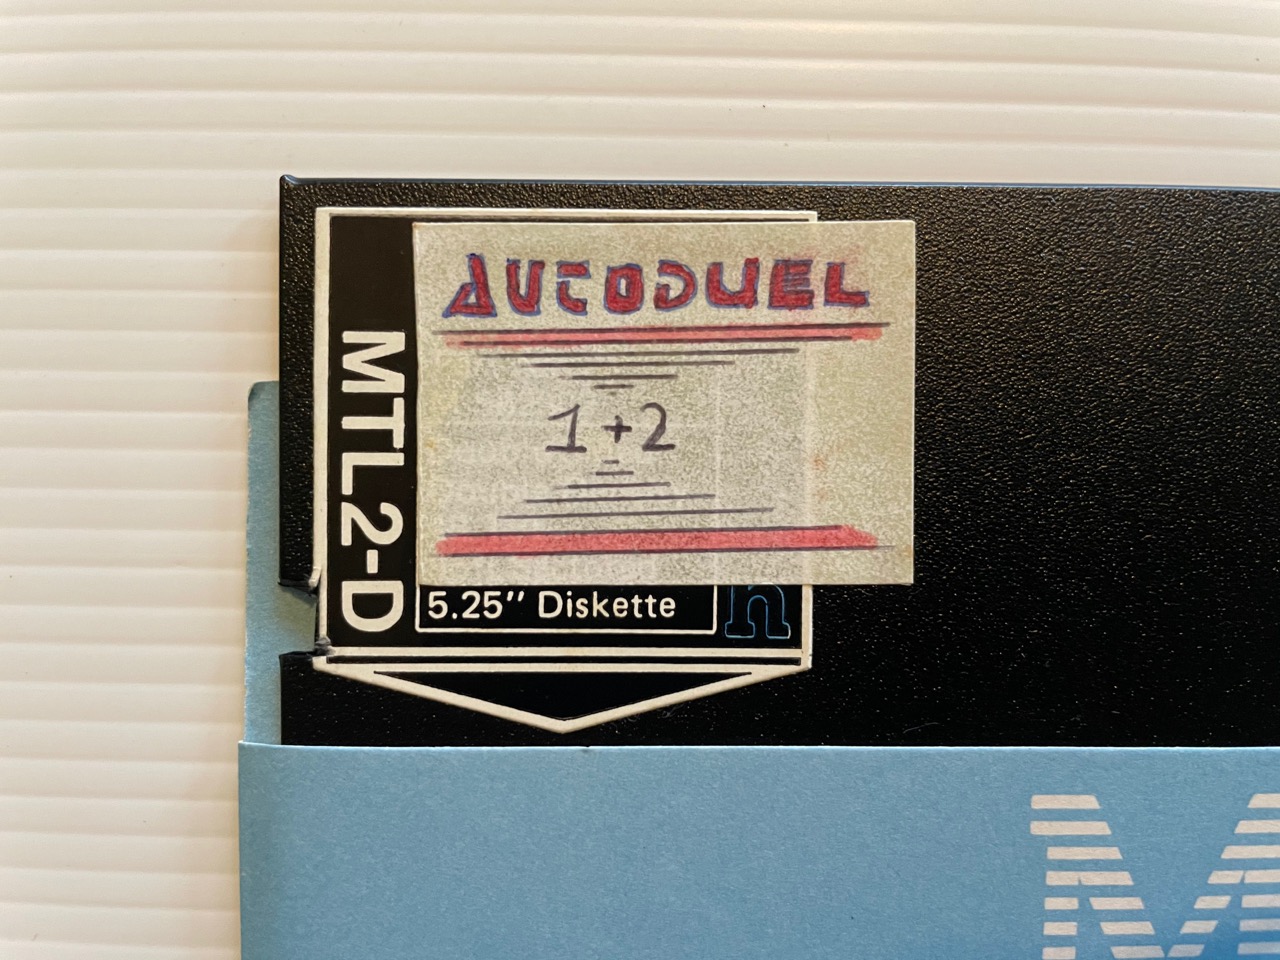 AUTODUEL
1+2
MTL2-D
5.25″ Diskette